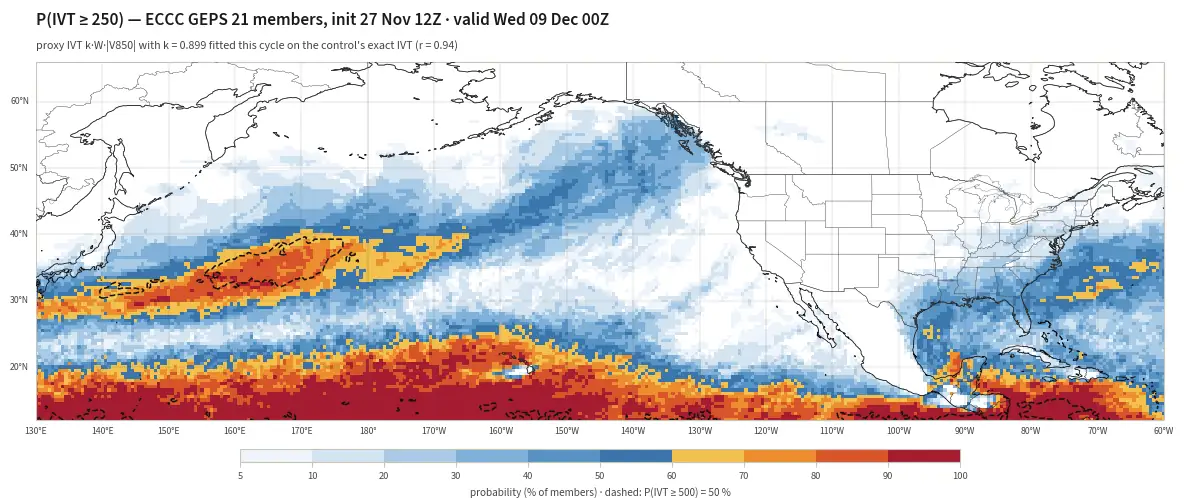 P(IVT ≥ 250) — ECCC GEPS 21 members, init 27 Nov 12Z · valid Wed 09 Dec 00Z
proxy IVT k·W·|V850| with k = 0.899 fitted this cycle on the control's exact IVT (r = 0.94)
60°N
50°N
40°N
30°N
20°N
130°E 140°E 150°E 160°E 170°E 180° 170°W 160°W 150°W 140°W 130°W 120°W 110°W 100°W 90°W 80°W 70°W 60°W
5 10 20 30 40 50 60 70 80 90 100
probability (% of members) · dashed: P(IVT ≥ 500) = 50 %